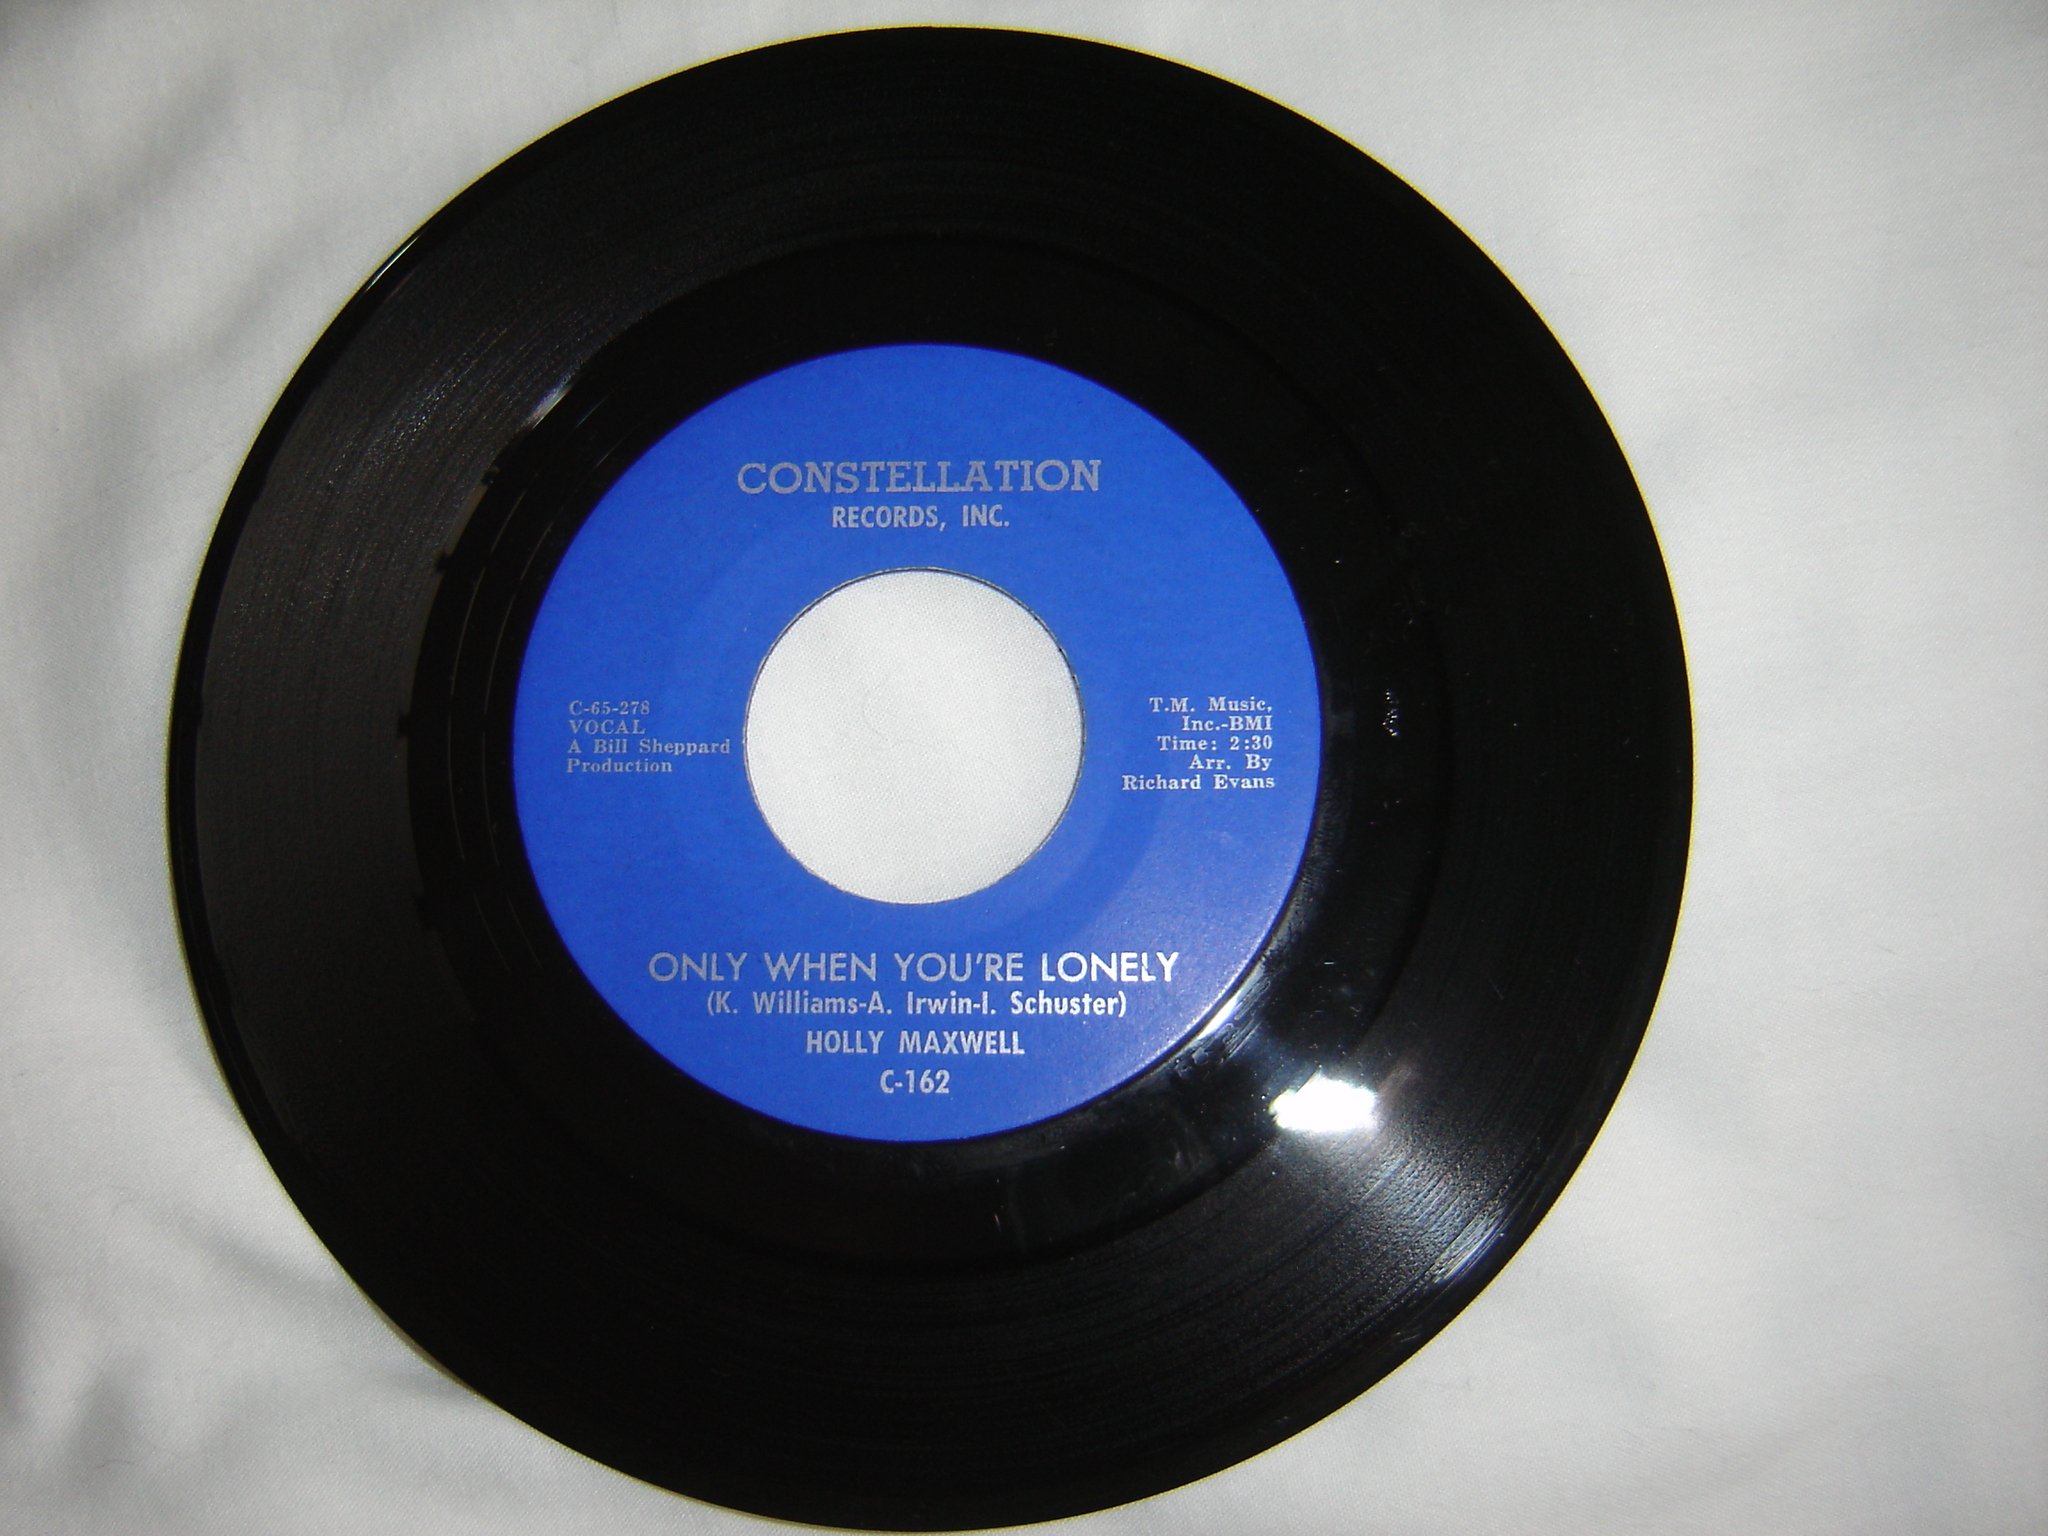 CONSTELLATION
RECORDS, INC.
C-65-278
VOCAL
A Bill Sheppard
Production
T.M. Music,
Inc.-BMI
Time: 2:30
Arr. By
Richard Evans
ONLY WHEN YOU'RE LONELY
(K. Williams-A. Irwin-I. Schuster)
HOLLY MAXWELL
C-162